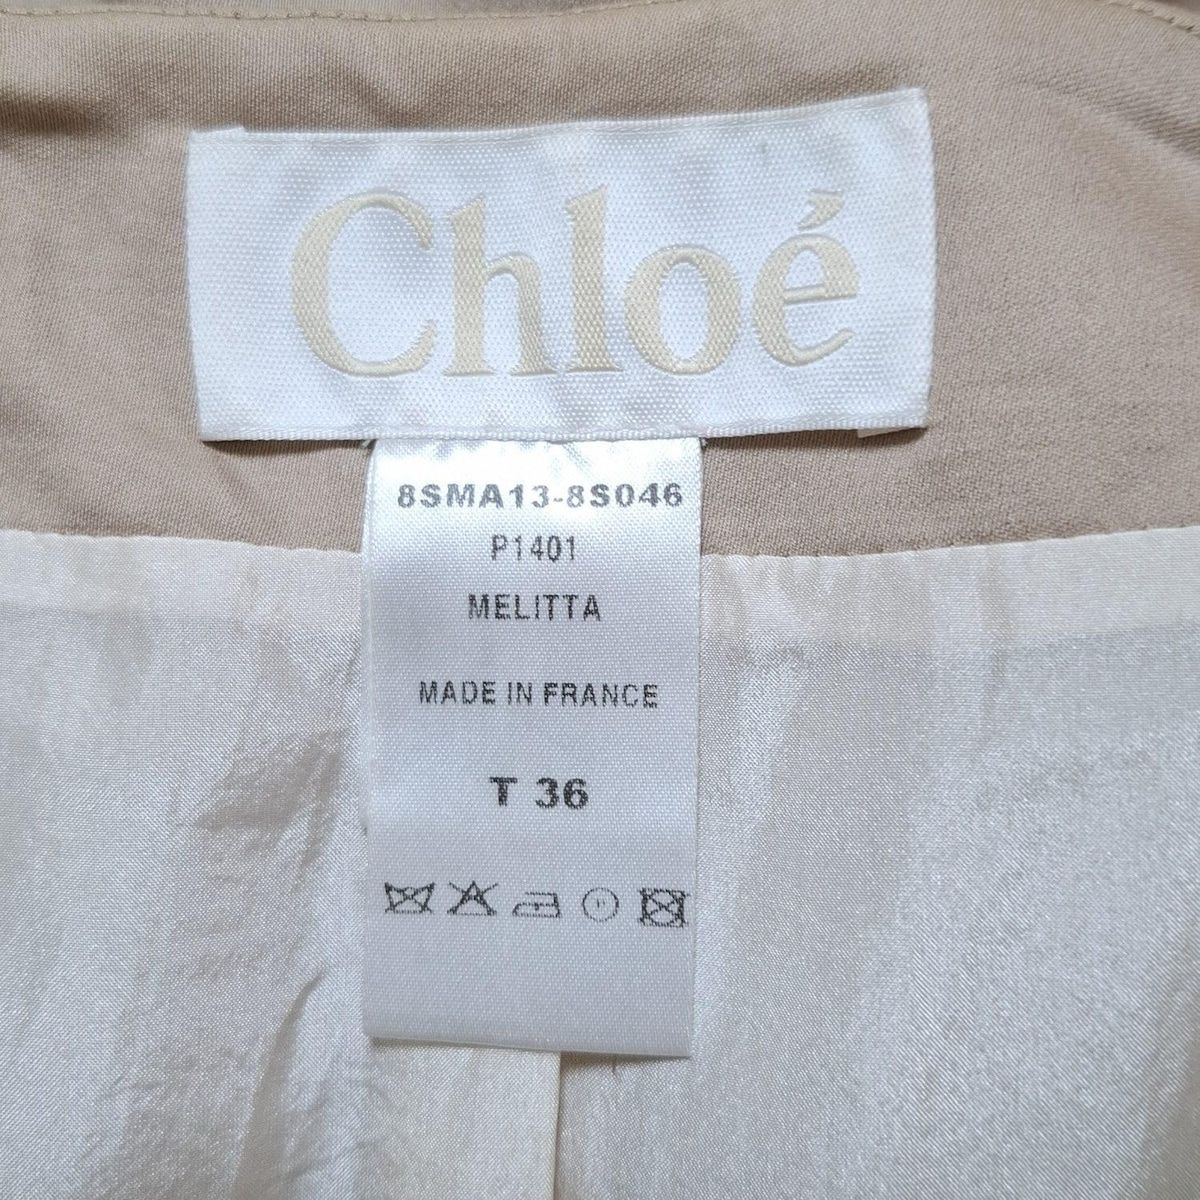 Chloé
8SMA13-8S046
P1401
MELITTA
MADE IN FRANCE
T 36